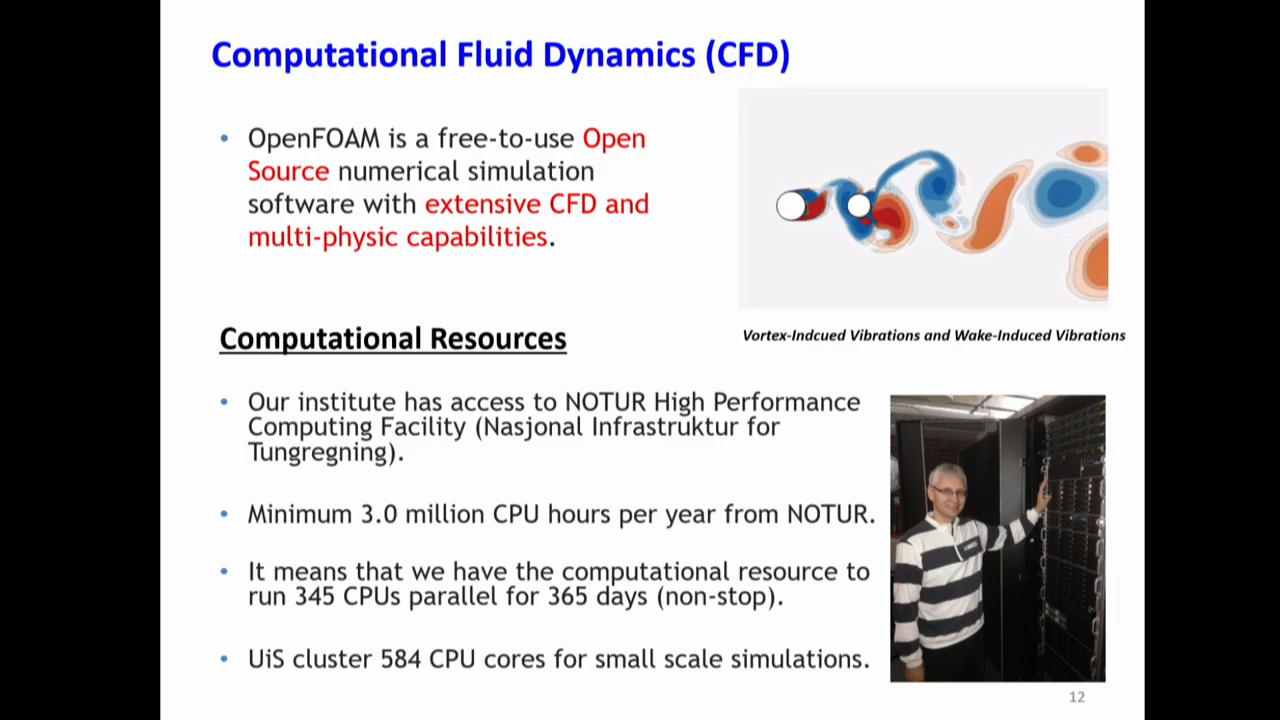 Computational Fluid Dynamics (CFD)
• OpenFOAM is a free-to-use Open
Source numerical simulation
software with extensive CFD and
multi-physic capabilities.
Vortex-Indcued Vibrations and Wake-Induced Vibrations
Computational Resources
• Our institute has access to NOTUR High Performance
Computing Facility (Nasjonal Infrastruktur for
Tungregning).
• Minimum 3.0 million CPU hours per year from NOTUR.
• It means that we have the computational resource to
run 345 CPUs parallel for 365 days (non-stop).
• UiS cluster 584 CPU cores for small scale simulations.
12